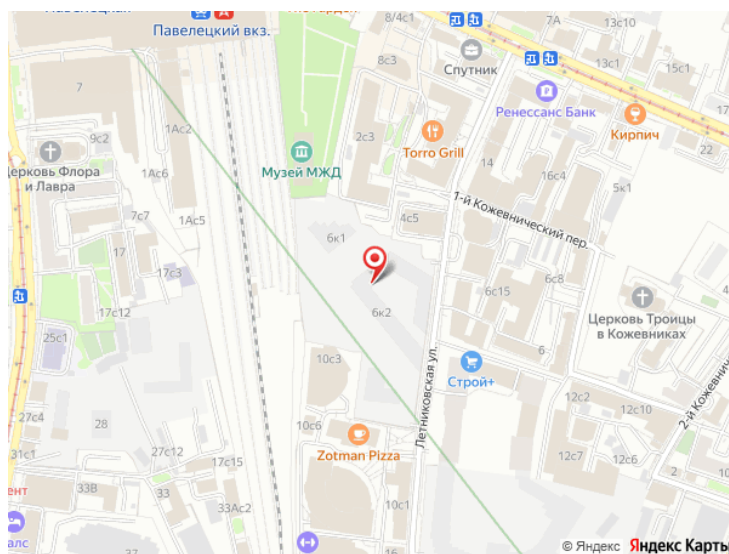 Павелецкий вкз.
8/4с1
7А
13с1
15с1
8с3
Спутник
7
1Ас2
Ренессанс Банк
Кирпич
22
9с2
2с3
Torro Grill
Музей МЖД
14
16с4
5к1
Церковь Флора
и Лавра
1Ас6
1Ас5
7с7
4с5
1-й Кожевнический пер.
6к1
17
17с3
6с8
6с15
17с12
6к2
Церковь Троицы
в Кожевниках
25с1
10с3
Летниковская ул.
Строй+
6
2-й Кожевнич
12с2
12с10
27с4
28
10с6
Zotman Pizza
27с12
12с7
12с6
2
31с1
17с15
33В
33
33Ас2
10с1
© Яндекс Яндекс Карты